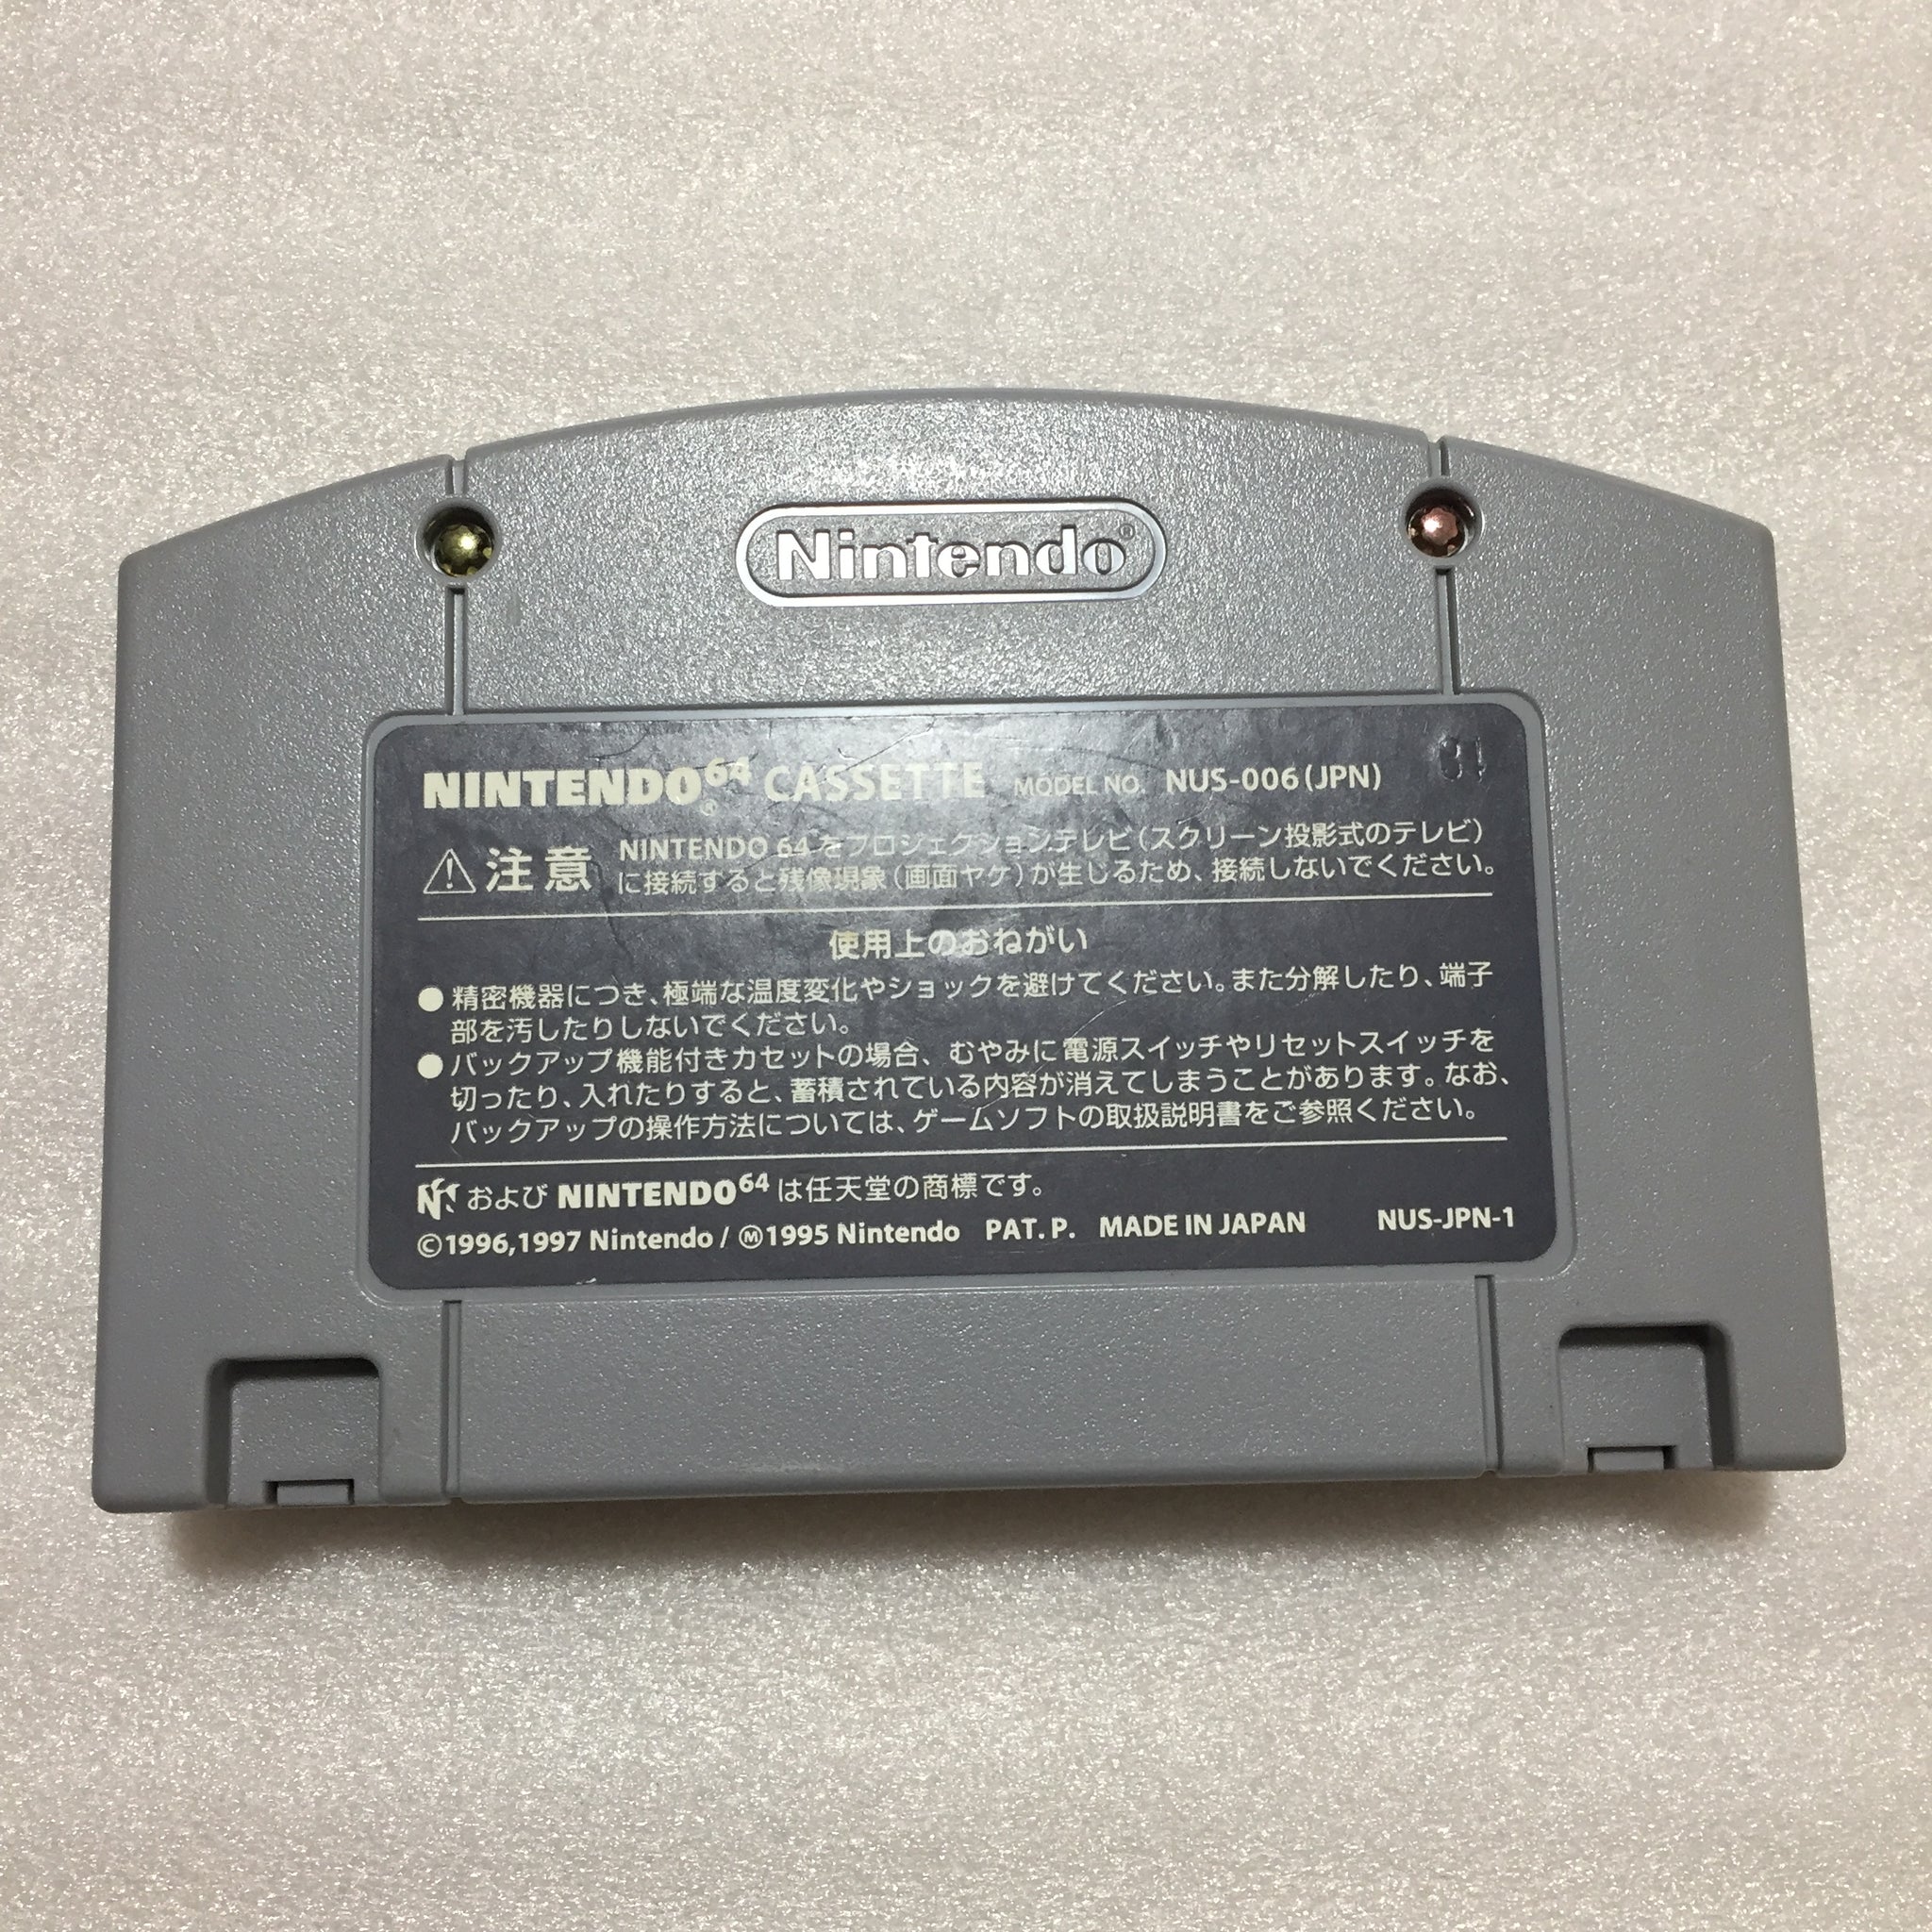 Nintendo®
NINTENDO64® CASSETTE MODEL NO. NUS-006(JPN)
⚠注意 NINTENDO 64をプロジェクションテレビ(スクリーン投影式のテレビ)
に接続すると残像現象(画面ヤケ)が生じるため、接続しないでください。
使用上のおねがい
●精密機器につき、極端な温度変化やショックを避けてください。また分解したり、端子
部を汚したりしないでください。
●バックアップ機能付きカセットの場合、むやみに電源スイッチやリセットスイッチを
切ったり、入れたりすると、蓄積されている内容が消えてしまうことがあります。なお、
バックアップの操作方法については、ゲームソフトの取扱説明書をご参照ください。
および NINTENDO64 は任天堂の商標です。
©1996,1997 Nintendo / Ⓜ1995 Nintendo PAT.P. MADE IN JAPAN NUS-JPN-1